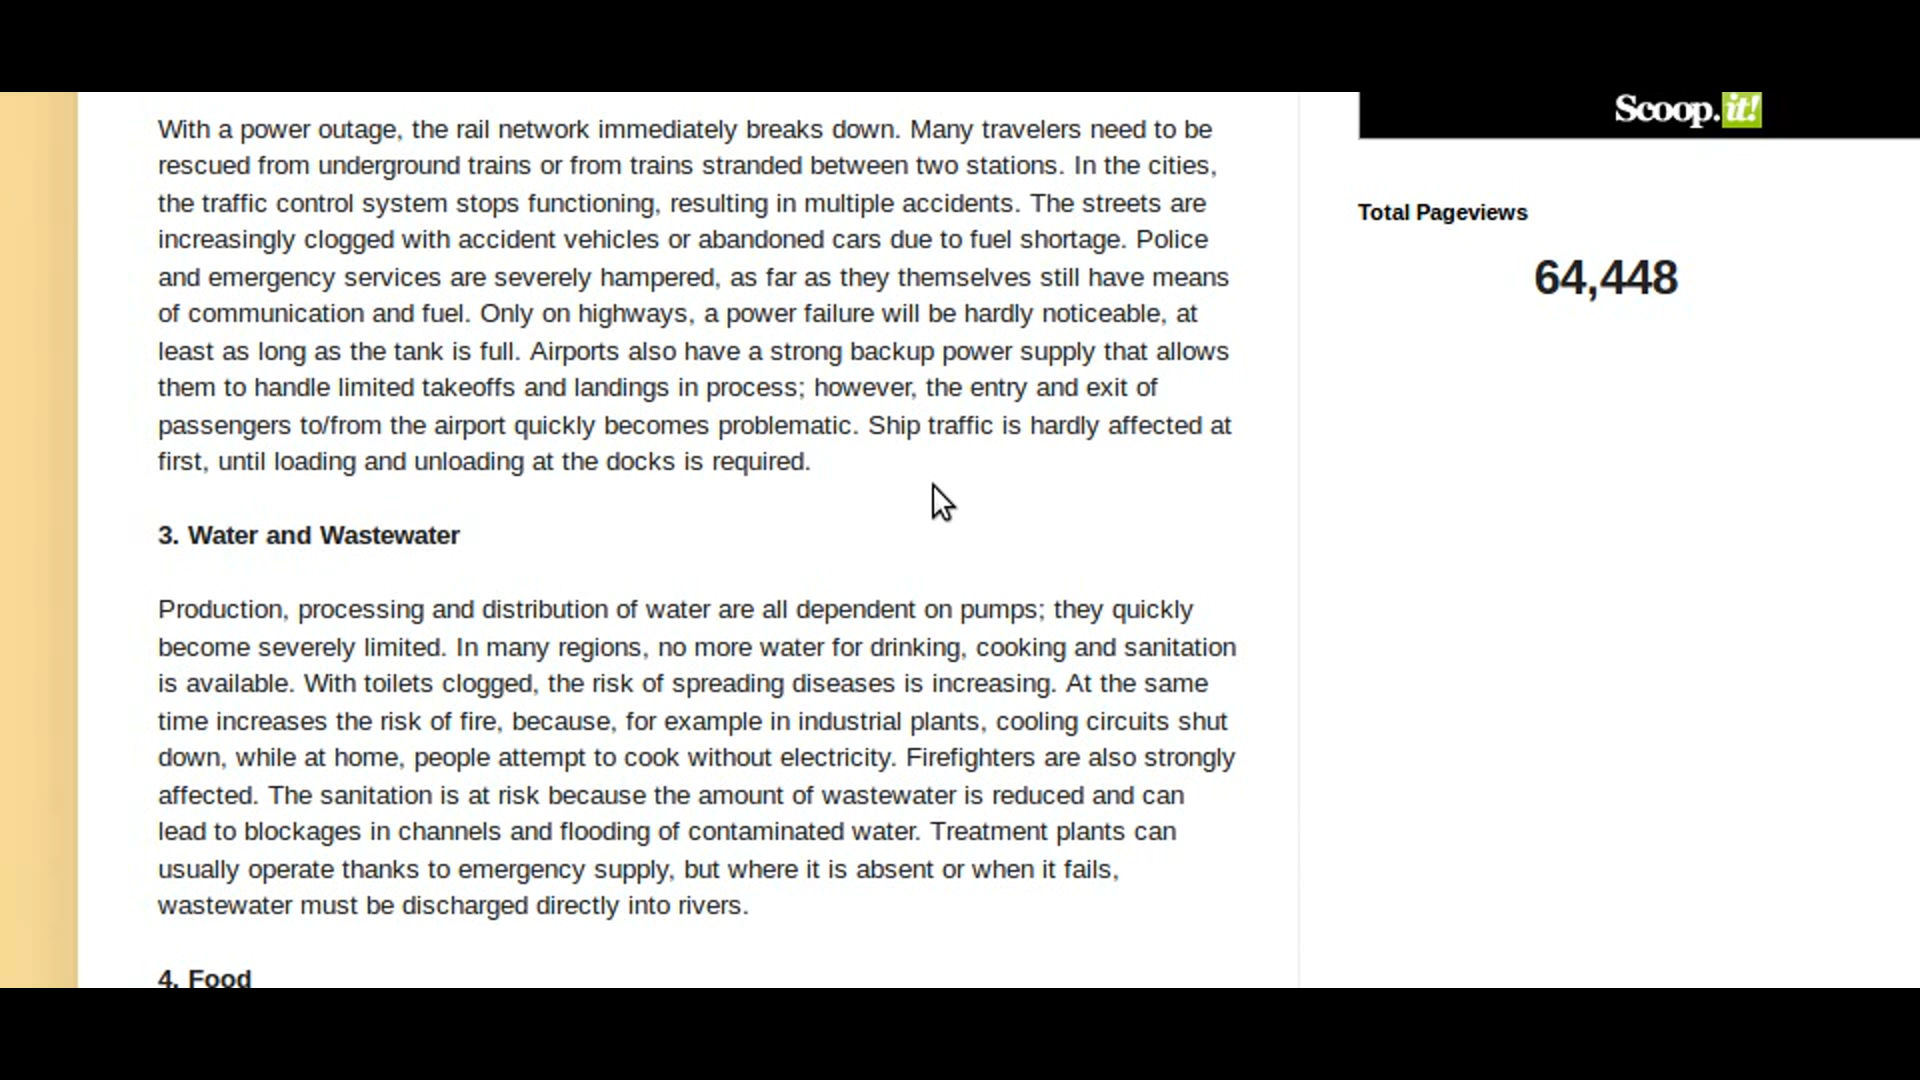 With a power outage, the rail network immediately breaks down. Many travelers need to be
rescued from underground trains or from trains stranded between two stations. In the cities,
the traffic control system stops functioning, resulting in multiple accidents. The streets are
increasingly clogged with accident vehicles or abandoned cars due to fuel shortage. Police
and emergency services are severely hampered, as far as they themselves still have means
of communication and fuel. Only on highways, a power failure will be hardly noticeable, at
least as long as the tank is full. Airports also have a strong backup power supply that allows
them to handle limited takeoffs and landings in process; however, the entry and exit of
passengers to/from the airport quickly becomes problematic. Ship traffic is hardly affected at
first, until loading and unloading at the docks is required.
3. Water and Wastewater
Production, processing and distribution of water are all dependent on pumps; they quickly
become severely limited. In many regions, no more water for drinking, cooking and sanitation
is available. With toilets clogged, the risk of spreading diseases is increasing. At the same
time increases the risk of fire, because, for example in industrial plants, cooling circuits shut
down, while at home, people attempt to cook without electricity. Firefighters are also strongly
affected. The sanitation is at risk because the amount of wastewater is reduced and can
lead to blockages in channels and flooding of contaminated water. Treatment plants can
usually operate thanks to emergency supply, but where it is absent or when it fails,
wastewater must be discharged directly into rivers.
4. Food
Scoop.it!
Total Pageviews
64,448